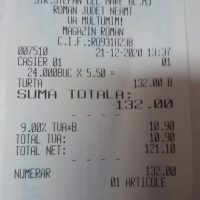 STR.STEFAN CEL MARE BL.M3
ROMAN JUDET NEAMT
VA MULTUMIM!
MAGAZIN ROMAN
C.I.F.:RO9318238
007510 21-12-2020 13:37
CASIER 01 01
24.000BUC X 5.50 =
TURTA 132.00 B
SUMA TOTALA:
132.00
9.00% TVA*B 10.90
TOTAL TVA: 10.90
TOTAL NET: 121.10
NUMERAR 132.00
01 ARTICOLE